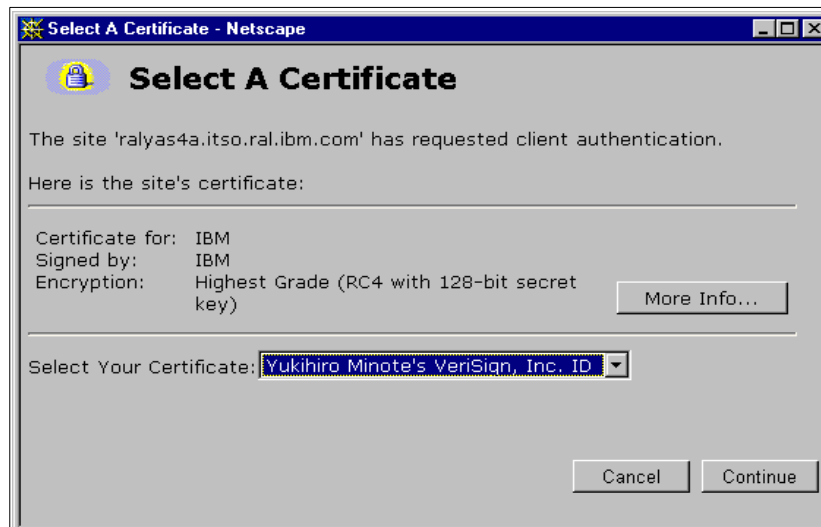 Select A Certificate - Netscape
Select A Certificate
The site 'ralyas4a.itso.ral.ibm.com' has requested client authentication.
Here is the site's certificate:
Certificate for: IBM
Signed by: IBM
Encryption: Highest Grade (RC4 with 128-bit secret
key)
More Info...
Select Your Certificate: Yukihiro Minote's VeriSign, Inc. ID
Cancel Continue